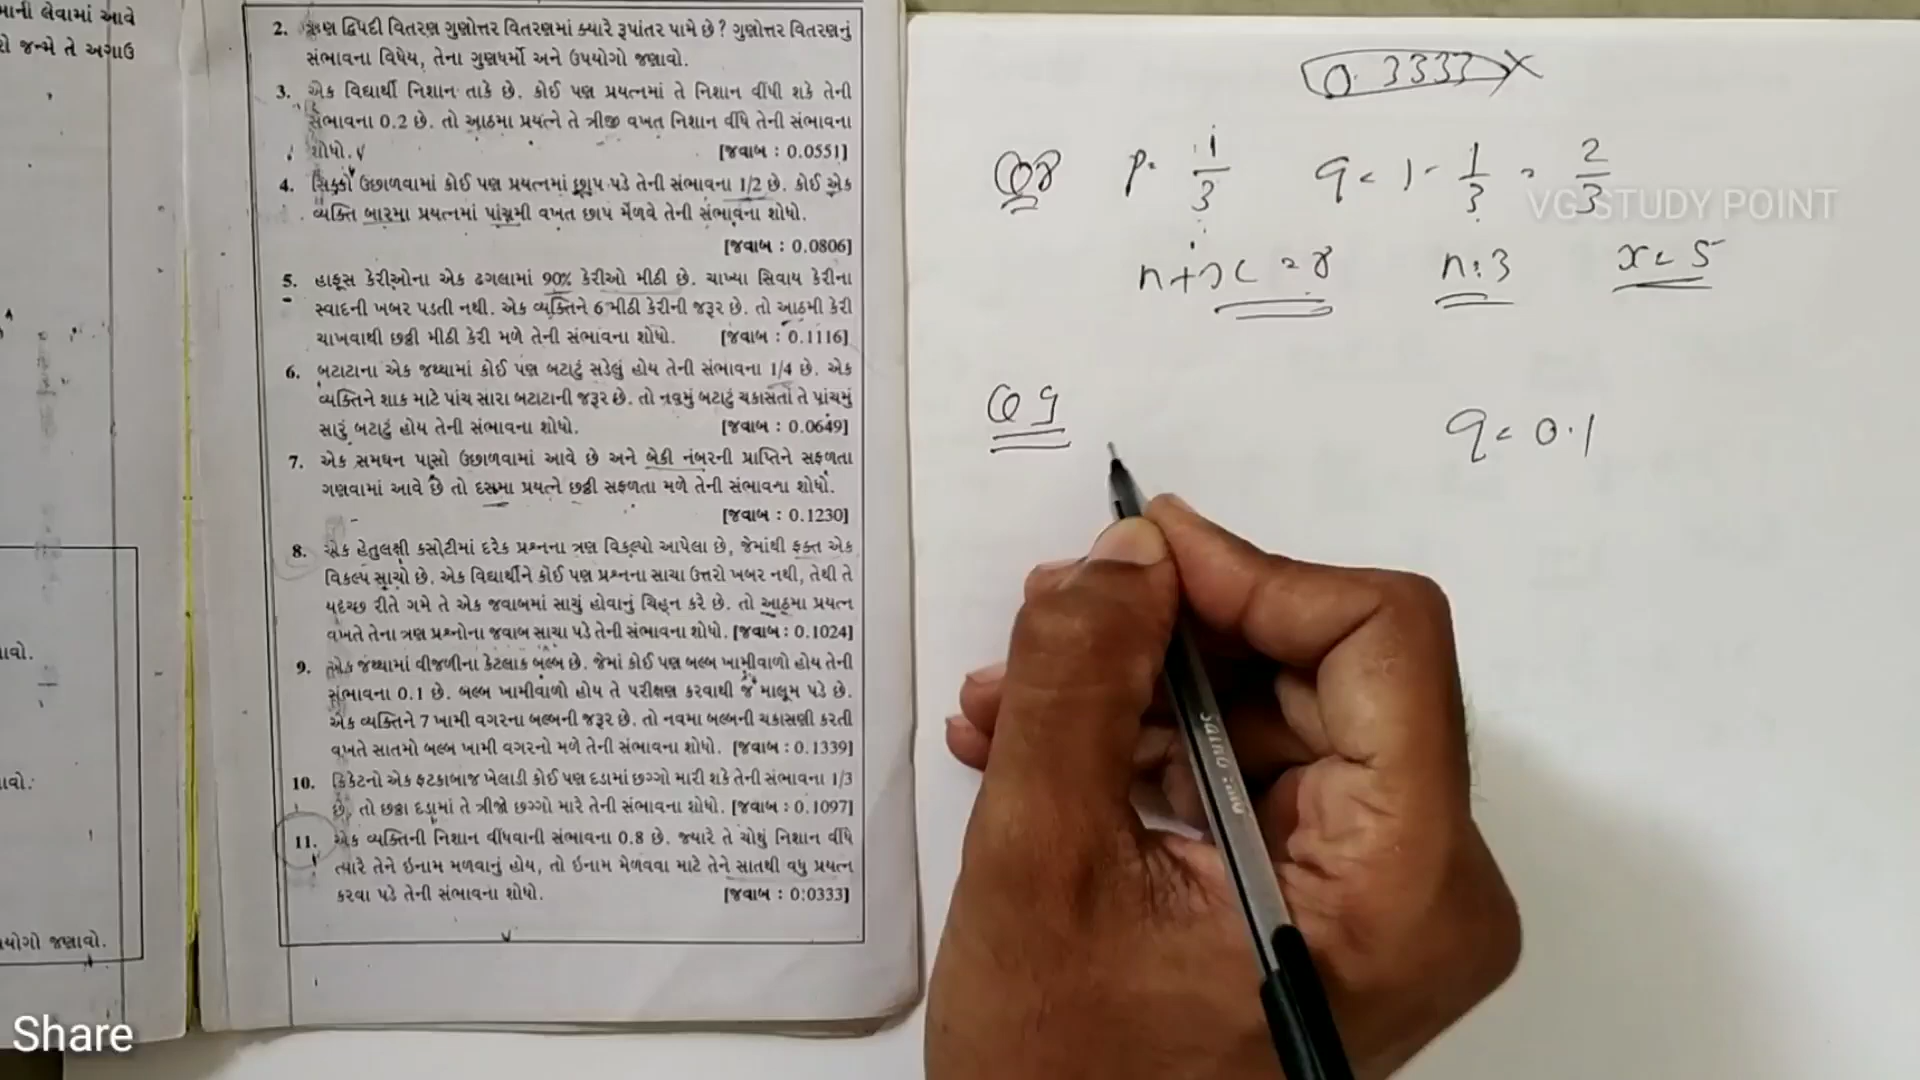 માની લેવામાં આવે
જન્મે તે અગાઉ
2. ઋણ દ્વિપદી વિતરણ ગુણોત્તર વિતરણમાં ક્યારે રૂપાંતર પામે છે? ગુણોત્તર વિતરણનું
સંભાવના વિધેય, તેના ગુણધર્મો અને ઉપયોગો જણાવો.
3. એક વિદ્યાર્થી નિશાન તાકે છે. કોઈ પણ પ્રયત્નમાં તે નિશાન વીંધી શકે તેની
સંભાવના 0.2 છે. તો આઠમા પ્રયત્ને તે ત્રીજી વખત નિશાન વીંધે તેની સંભાવના
શોધો. [જવાબ : 0.0551]
4. સિક્કો ઉછાળવામાં કોઈ પણ પ્રયત્નમાં છાપ પડે તેની સંભાવના 1/2 છે. કોઈ એક
વ્યક્તિ બારમા પ્રયત્નમાં પાંચમી વખત છાપ મેળવે તેની સંભાવના શોધો.
[જવાબ : 0.0806]
5. હાફૂસ કેરીઓના એક ઢગલામાં 90% કેરીઓ મીઠી છે. ચાખ્યા સિવાય કેરીના
સ્વાદની ખબર પડતી નથી. એક વ્યક્તિને 6 મીઠી કેરીની જરૂર છે. તો આઠમી કેરી
ચાખવાથી છઠ્ઠી મીઠી કેરી મળે તેની સંભાવના શોધો. [જવાબ : 0.1116]
6. બટાટાના એક જથ્થામાં કોઈ પણ બટાટું સડેલું હોય તેની સંભાવના 1/4 છે. એક
વ્યક્તિને શાક માટે પાંચ સારા બટાટાની જરૂર છે. તો નવમું બટાટું ચકાસતાં તે પાંચમું
સારું બટાટું હોય તેની સંભાવના શોધો. [જવાબ : 0.0649]
7. એક સમઘન પાસો ઉછાળવામાં આવે છે અને બેકી નંબરની પ્રાપ્તિને સફળતા
ગણવામાં આવે છે તો દસમા પ્રયત્ને છઠ્ઠી સફળતા મળે તેની સંભાવના શોધો.
[જવાબ : 0.1230]
8. એક હેતુલક્ષી કસોટીમાં દરેક પ્રશ્નના ત્રણ વિકલ્પો આપેલા છે, જેમાંથી ફક્ત એક
વિકલ્પ સાચો છે. એક વિદ્યાર્થીને કોઈ પણ પ્રશ્નના સાચા ઉત્તરો ખબર નથી, તેથી તે
યદચ્છ રીતે ગમે તે એક જવાબમાં સાચું હોવાનું ચિહ્ન કરે છે. તો આઠમા પ્રયત્ન
વખતે તેના ત્રણ પ્રશ્નોના જવાબ સાચા પડે તેની સંભાવના શોધો. [જવાબ : 0.1024]
9. એક જથ્થામાં વીજળીના કેટલાક બલ્બ છે. જેમાં કોઈ પણ બલ્બ ખામીવાળો હોય તેની
સંભાવના 0.1 છે. બલ્બ ખામીવાળો હોય તે પરીક્ષણ કરવાથી જ માલૂમ પડે છે.
એક વ્યક્તિને 7 ખામી વગરના બલ્બની જરૂર છે. તો નવમા બલ્બની ચકાસણી કરતી
વખતે સાતમો બલ્બ ખામી વગરનો મળે તેની સંભાવના શોધો. [જવાબ : 0.1339]
10. ક્રિકેટનો એક ફટકાબાજ ખેલાડી કોઈ પણ દડામાં છગ્ગો મારી શકે તેની સંભાવના 1/3
છે, તો છઠ્ઠા દડામાં તે ત્રીજો છગ્ગો મારે તેની સંભાવના શોધો. [જવાબ : 0.1097]
11. એક વ્યક્તિની નિશાન વીંધવાની સંભાવના 0.8 છે. જ્યારે તે ચોથું નિશાન વીંધે
ત્યારે તેને ઇનામ મળવાનું હોય, તો ઇનામ મેળવવા માટે તેને સાતથી વધુ પ્રયત્ન
કરવા પડે તેની સંભાવના શોધો. [જવાબ : 0.0333]
ગો જણાવો.
0.3333 ×
Q8 p = 1/3 q = 1 - 1/3 = 2/3
n+x = 8 n=3 x=5
Q 9 q = 0.1
VG STUDY POINT
Share